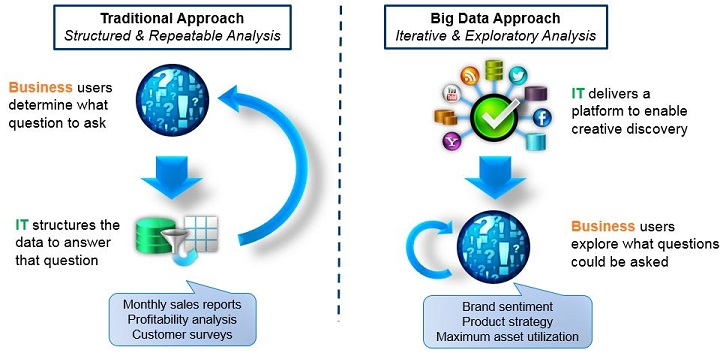 Traditional Approach
Structured & Repeatable Analysis
Business users
determine what
question to ask
IT structures the
data to answer
that question
Monthly sales reports
Profitability analysis
Customer surveys
Big Data Approach
Iterative & Exploratory Analysis
You
Tube
IT delivers a
platform to enable
creative discovery
Business users
explore what questions
could be asked
Brand sentiment
Product strategy
Maximum asset utilization